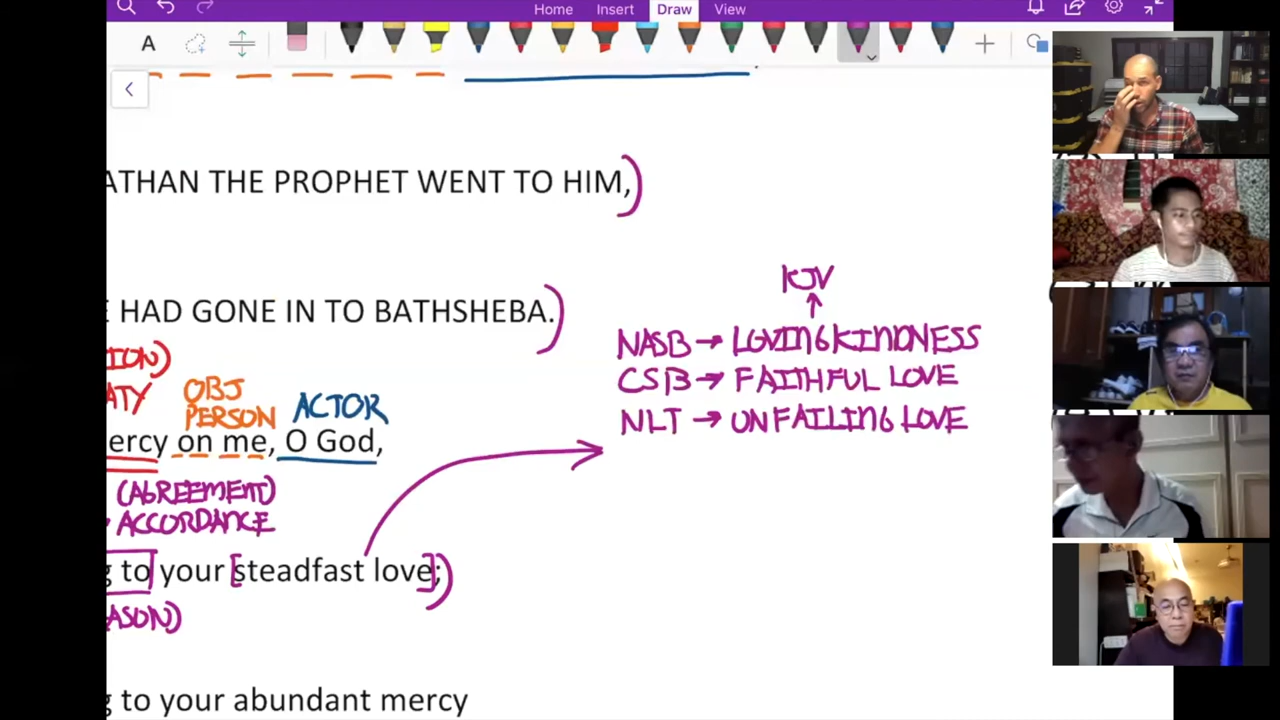 Home Insert Draw View
A
ATHAN THE PROPHET WENT TO HIM,)
KJV
E HAD GONE IN TO BATHSHEBA.)
NASB → LOVINGKINDNESS
ION)
CSB → FAITHFUL LOVE
ATY OBJ PERSON ACTOR
NLT → UNFAILING LOVE
ercy on me, O God,
(AGREEMENT)
ACCORDANCE
g to your [steadfast love;])
ASON)
g to your abundant mercy